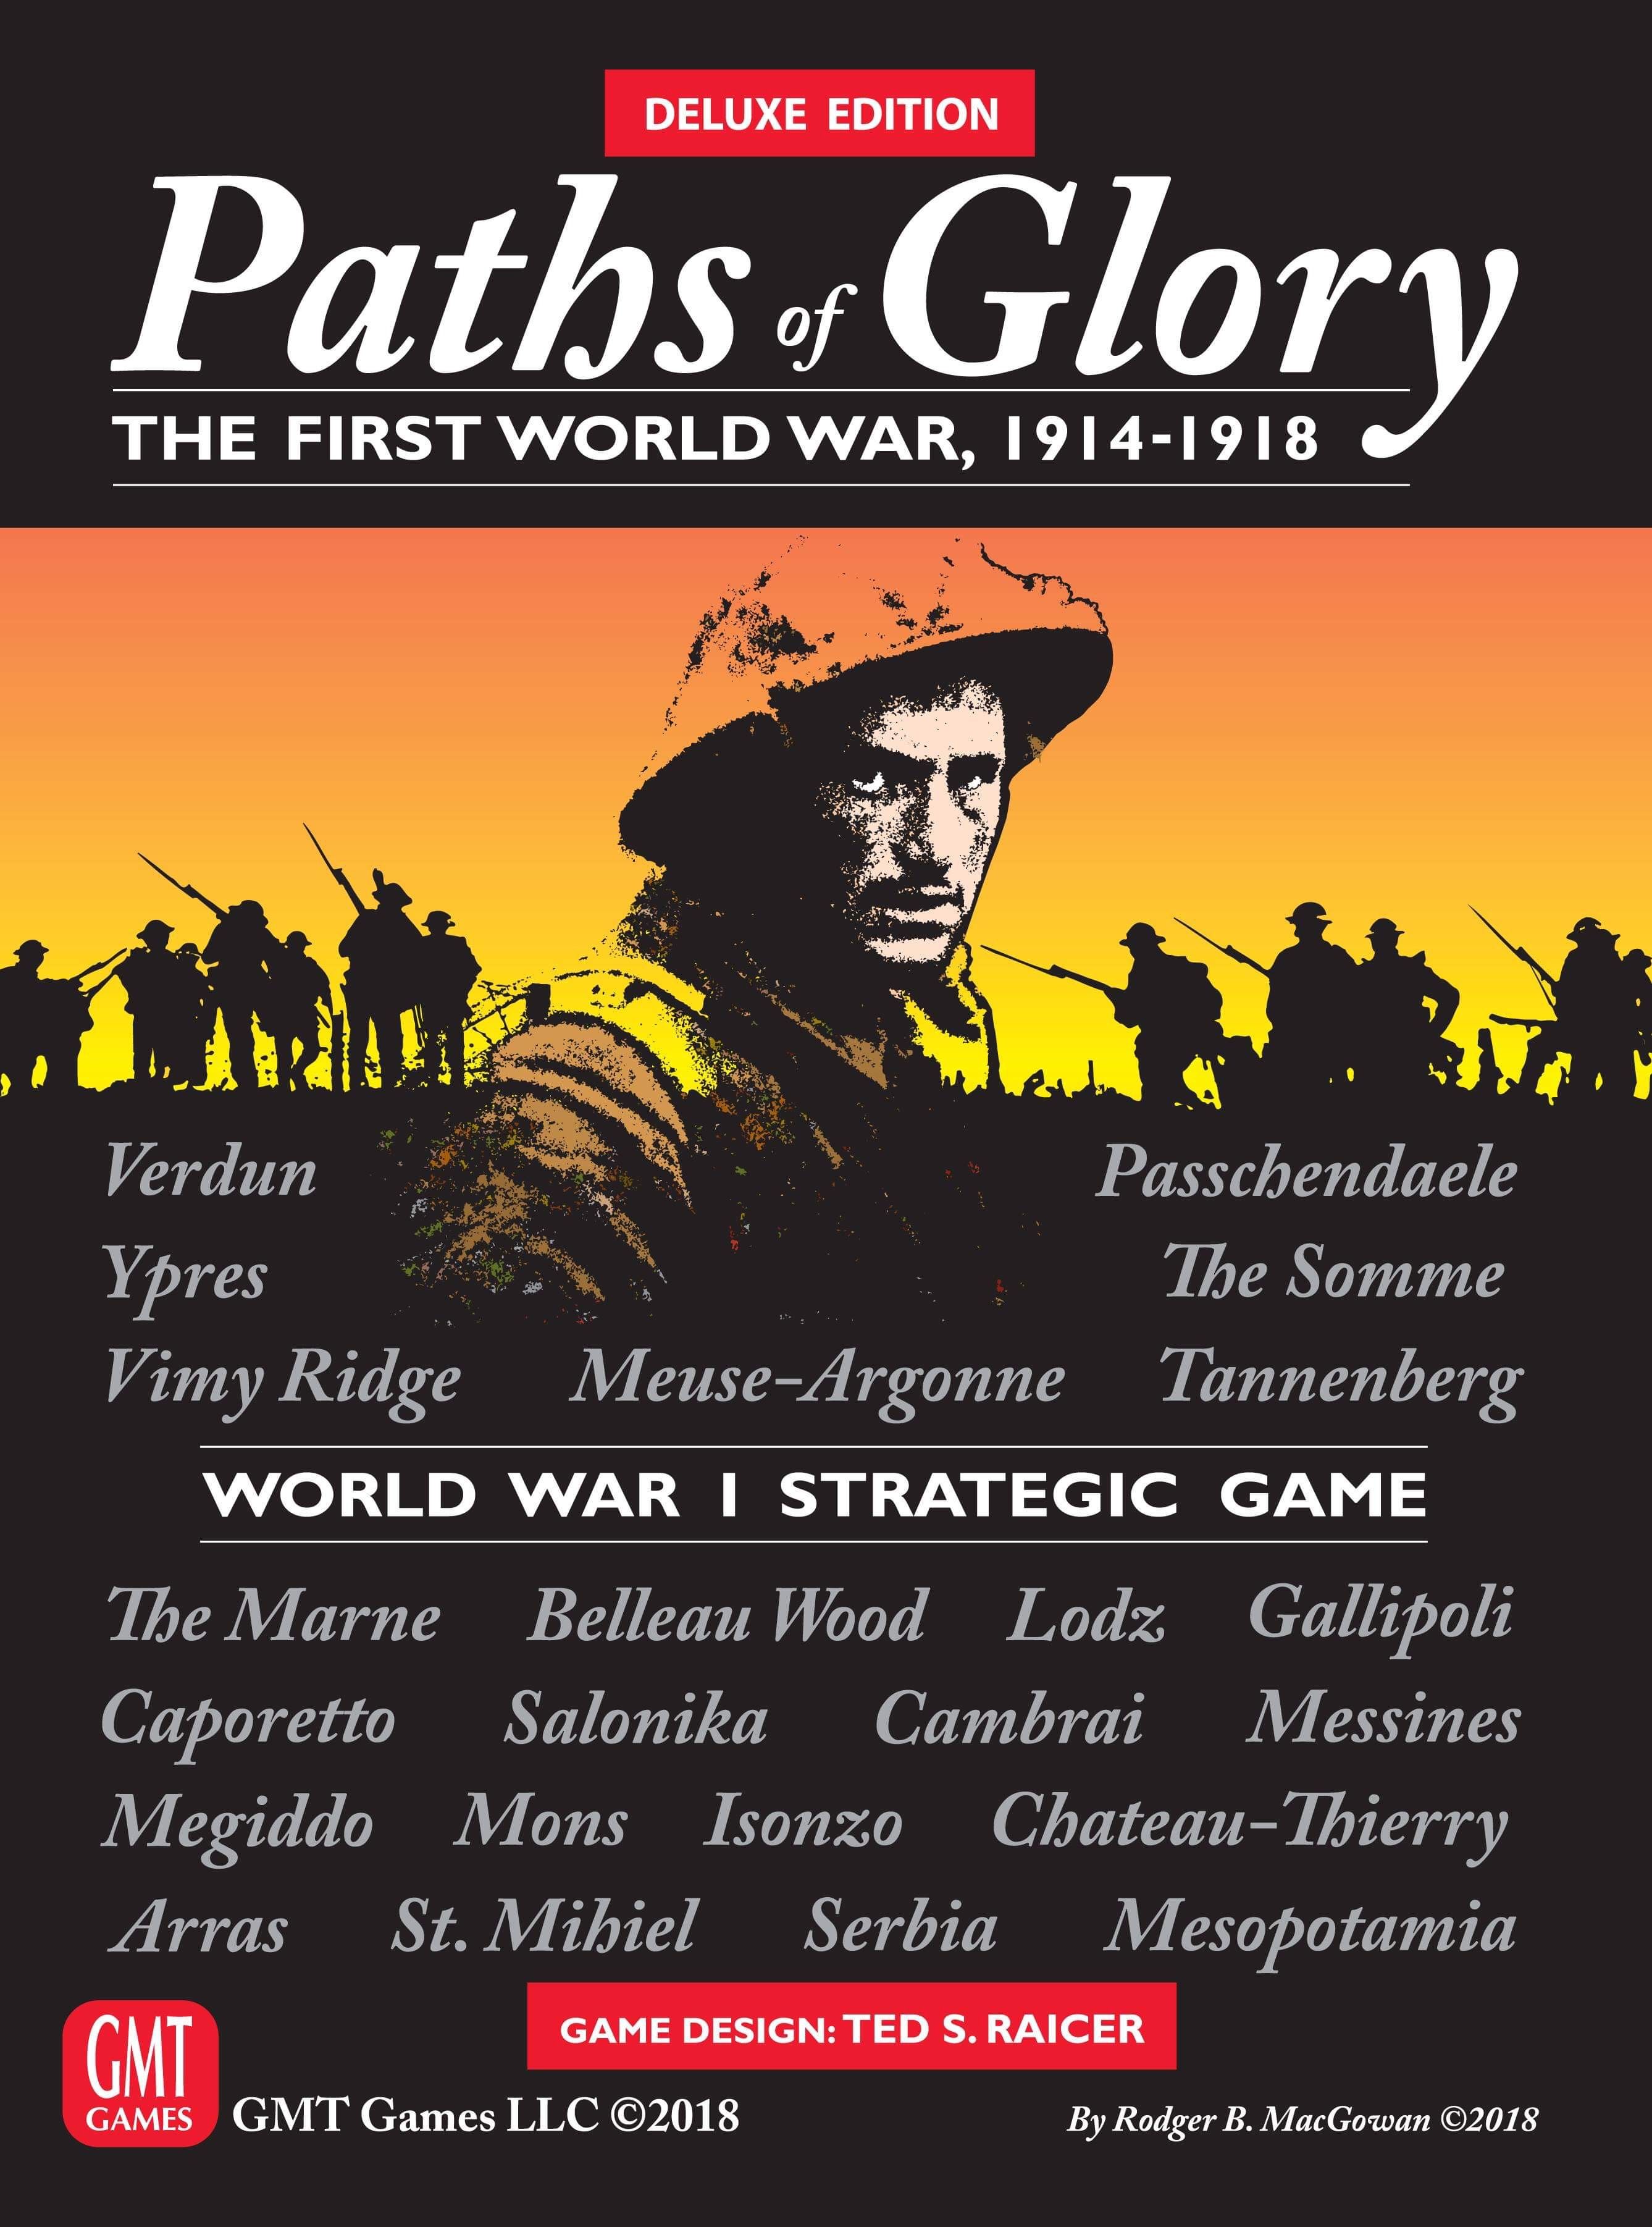 DELUXE EDITION
Paths of Glory
THE FIRST WORLD WAR, 1914-1918
Verdun Passchendaele
Ypres The Somme
Vimy Ridge Meuse-Argonne Tannenberg
WORLD WAR I STRATEGIC GAME
The Marne Belleau Wood Lodz Gallipoli
Caporetto Salonika Cambrai Messines
Megiddo Mons Isonzo Chateau-Thierry
Arras St. Mihiel Serbia Mesopotamia
GAME DESIGN: TED S. RAICER
GMT
GAMES
GMT Games LLC ©2018
By Rodger B. MacGowan ©2018